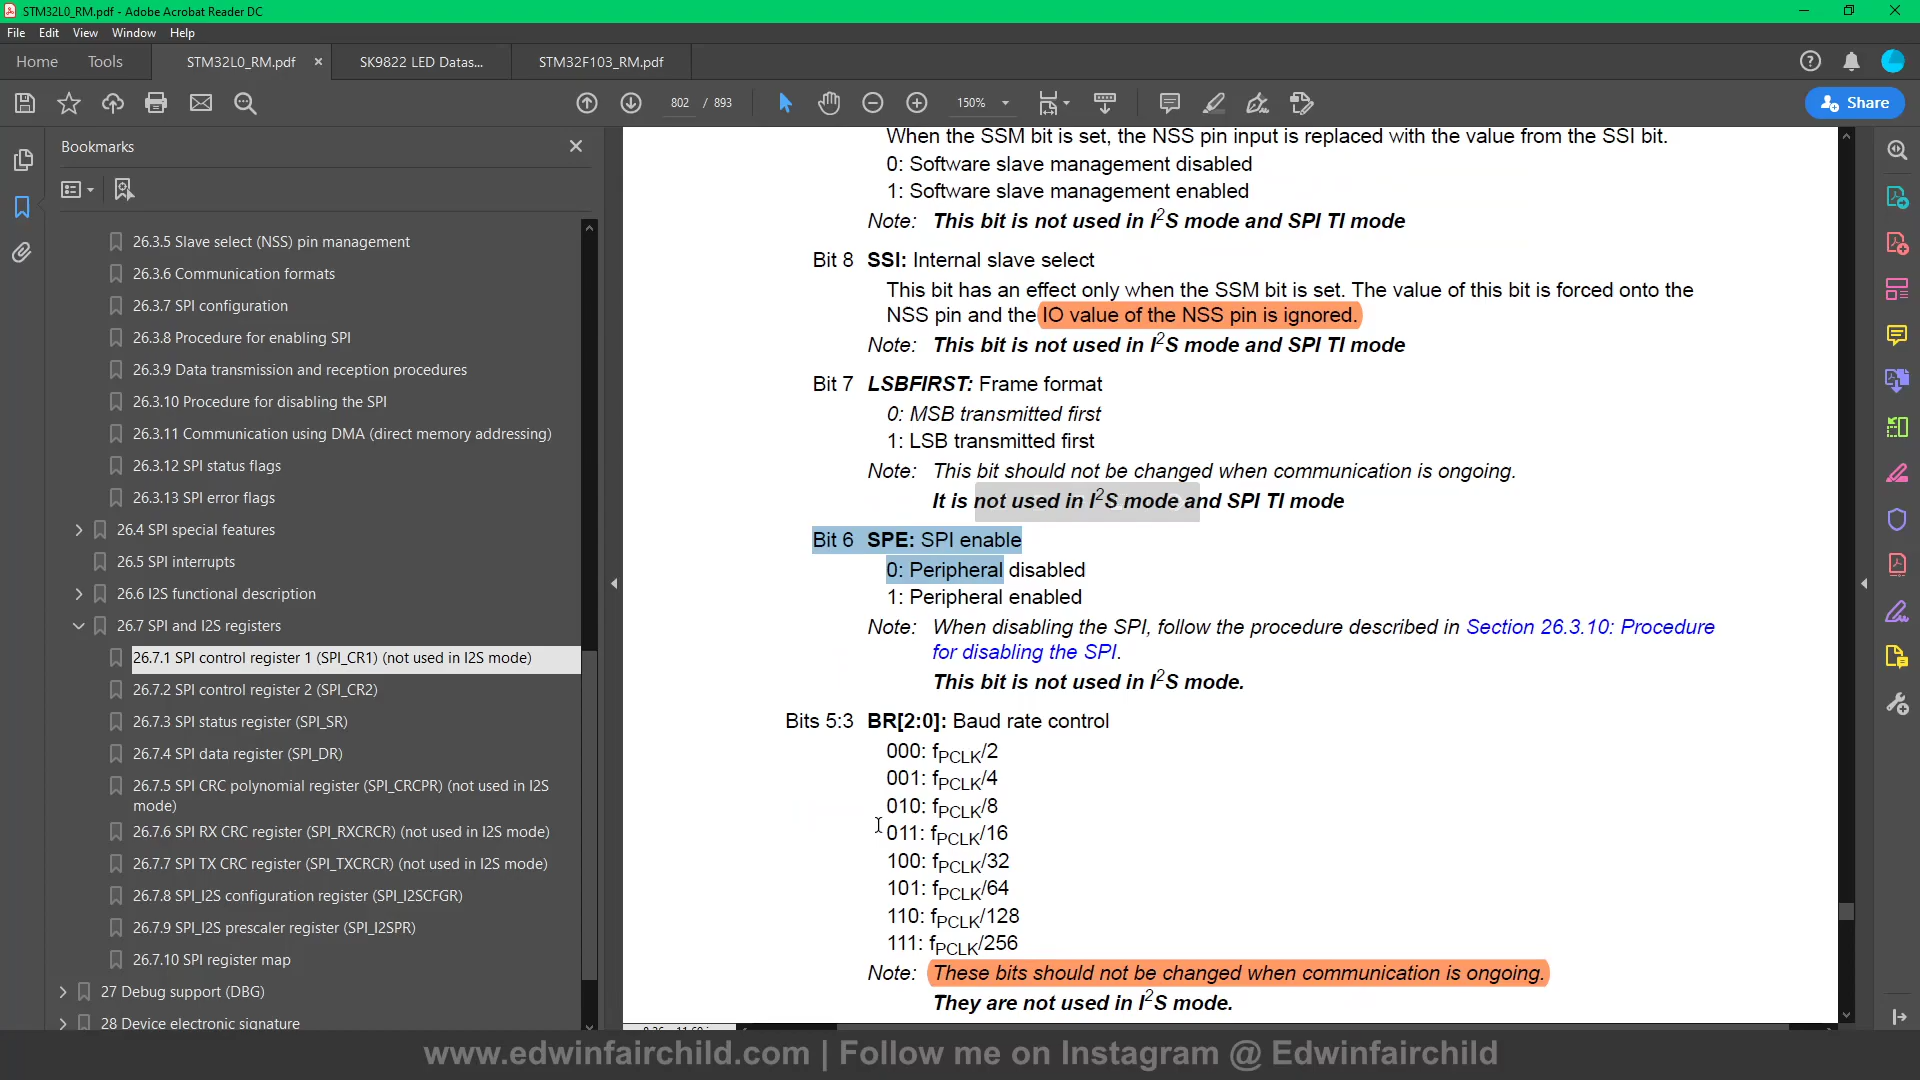 STM32L0_RM.pdf - Adobe Acrobat Reader DC
File Edit View Window Help
Home Tools STM32L0_RM.pdf × SK9822 LED Datas... STM32F103_RM.pdf
802 / 893 150% Share
Bookmarks
26.3.5 Slave select (NSS) pin management
26.3.6 Communication formats
26.3.7 SPI configuration
26.3.8 Procedure for enabling SPI
26.3.9 Data transmission and reception procedures
26.3.10 Procedure for disabling the SPI
26.3.11 Communication using DMA (direct memory addressing)
26.3.12 SPI status flags
26.3.13 SPI error flags
26.4 SPI special features
26.5 SPI interrupts
26.6 I2S functional description
26.7 SPI and I2S registers
26.7.1 SPI control register 1 (SPI_CR1) (not used in I2S mode)
26.7.2 SPI control register 2 (SPI_CR2)
26.7.3 SPI status register (SPI_SR)
26.7.4 SPI data register (SPI_DR)
26.7.5 SPI CRC polynomial register (SPI_CRCPR) (not used in I2S
mode)
26.7.6 SPI RX CRC register (SPI_RXCRCR) (not used in I2S mode)
26.7.7 SPI TX CRC register (SPI_TXCRCR) (not used in I2S mode)
26.7.8 SPI_I2S configuration register (SPI_I2SCFGR)
26.7.9 SPI_I2S prescaler register (SPI_I2SPR)
26.7.10 SPI register map
27 Debug support (DBG)
28 Device electronic signature
When the SSM bit is set, the NSS pin input is replaced with the value from the SSI bit.
0: Software slave management disabled
1: Software slave management enabled
Note: This bit is not used in I2S mode and SPI TI mode
Bit 8 SSI: Internal slave select
This bit has an effect only when the SSM bit is set. The value of this bit is forced onto the
NSS pin and the IO value of the NSS pin is ignored.
Note: This bit is not used in I2S mode and SPI TI mode
Bit 7 LSBFIRST: Frame format
0: MSB transmitted first
1: LSB transmitted first
Note: This bit should not be changed when communication is ongoing.
It is not used in I2S mode and SPI TI mode
Bit 6 SPE: SPI enable
0: Peripheral disabled
1: Peripheral enabled
Note: When disabling the SPI, follow the procedure described in Section 26.3.10: Procedure
for disabling the SPI.
This bit is not used in I2S mode.
Bits 5:3 BR[2:0]: Baud rate control
000: fPCLK/2
001: fPCLK/4
010: fPCLK/8
011: fPCLK/16
100: fPCLK/32
101: fPCLK/64
110: fPCLK/128
111: fPCLK/256
Note: These bits should not be changed when communication is ongoing.
They are not used in I2S mode.
www.edwinfairchild.com | Follow me on Instagram @ Edwinfairchild